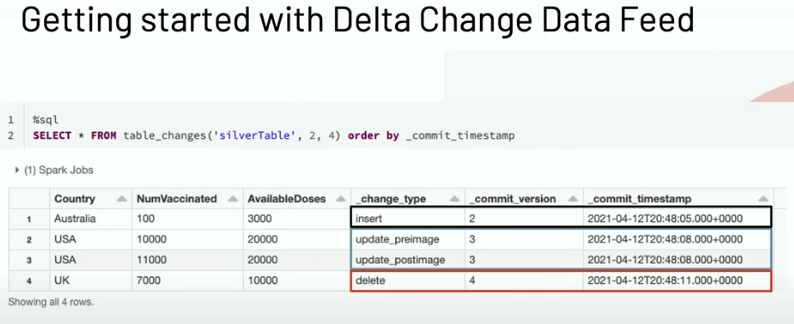 Getting started with Delta Change Data Feed
1 %sql
2 SELECT * FROM table_changes('silverTable', 2, 4) order by _commit_timestamp
(1) Spark Jobs
Country NumVaccinated AvailableDoses _change_type _commit_version _commit_timestamp
1 Australia 100 3000 insert 2 2021-04-12T20:48:05.000+0000
2 USA 10000 20000 update_preimage 3 2021-04-12T20:48:08.000+0000
3 USA 11000 20000 update_postimage 3 2021-04-12T20:48:08.000+0000
4 UK 7000 10000 delete 4 2021-04-12T20:48:11.000+0000
Showing all 4 rows.